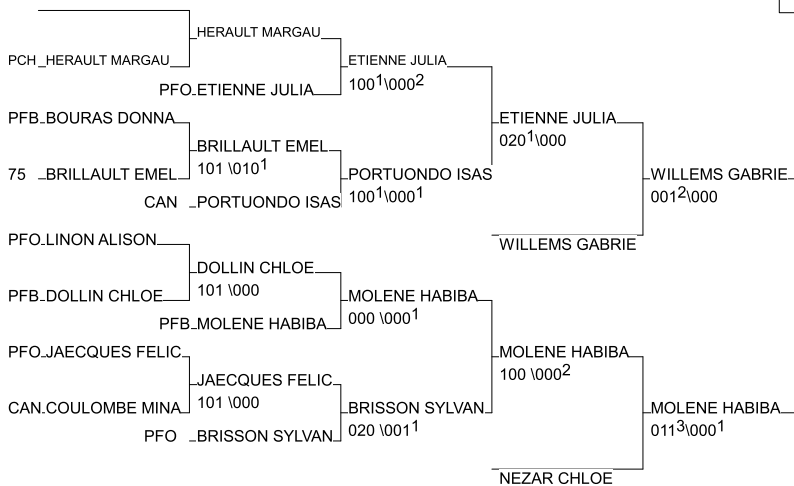 HERAULT MARGAU
PCH HERAULT MARGAU
ETIENNE JULIA
100¹\000²
PFO ETIENNE JULIA
PFB BOURAS DONNA
ETIENNE JULIA
020¹\000
BRILLAULT EMEL
101 \010¹
75 BRILLAULT EMEL
PORTUONDO ISAS
100¹\000¹
WILLEMS GABRIE
001²\000
CAN PORTUONDO ISAS
PFO LINON ALISON
WILLEMS GABRIE
DOLLIN CHLOE
101 \000
PFB DOLLIN CHLOE
MOLENE HABIBA
000 \000¹
PFB MOLENE HABIBA
PFO JAECQUES FELIC
MOLENE HABIBA
100 \000²
JAECQUES FELIC
101 \000
CAN COULOMBE MINA
BRISSON SYLVAN
020 \001¹
MOLENE HABIBA
011³\000¹
PFO BRISSON SYLVAN
NEZAR CHLOE